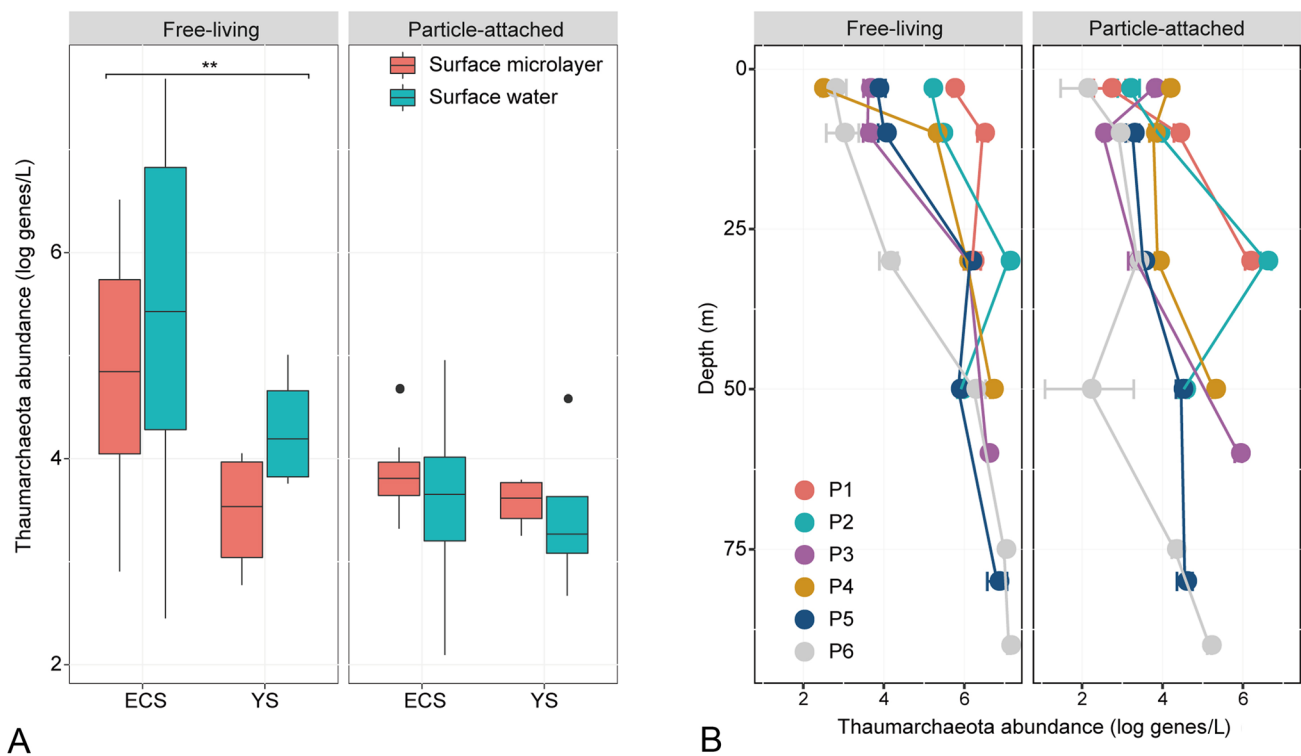 Free-living
Particle-attached
**
Surface microlayer
Surface water
Thaumarchaeota abundance (log genes/L)
6
4
2
ECS
YS
ECS
YS
A
Free-living
Particle-attached
0
25
50
75
Depth (m)
P1
P2
P3
P4
P5
P6
2
4
6
2
4
6
Thaumarchaeota abundance (log genes/L)
B